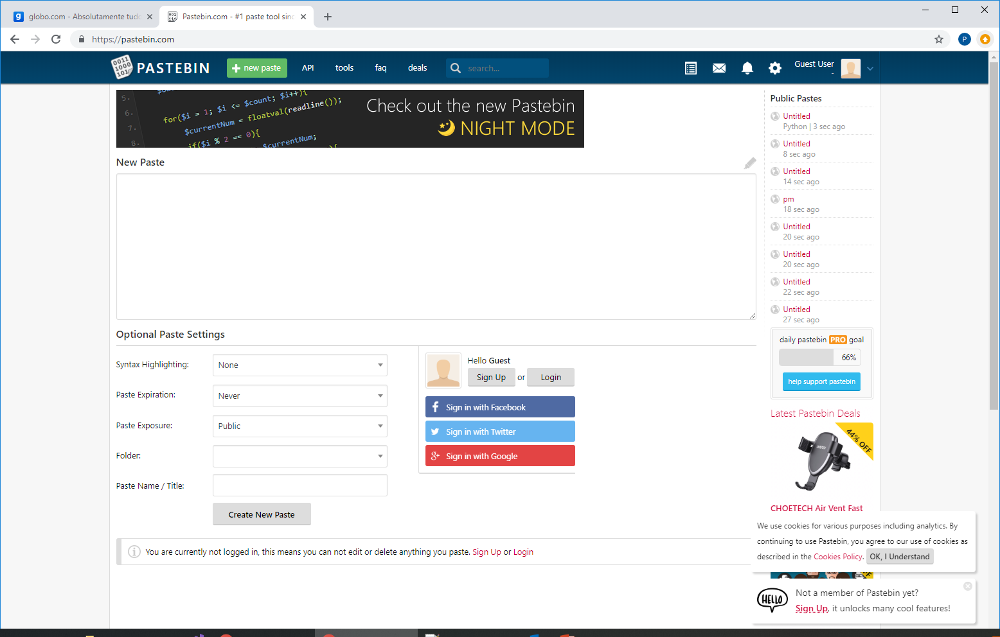 globo.com - Absolutamente tudo
Pastebin.com - #1 paste tool sinc
https://pastebin.com
P
PASTEBIN
new paste
API
tools
faq
deals
search...
Guest User
-
5.
6.
for($i = 1; $i <= $count; $i++){
7.
$currentNum = floatval(readline());
8.
if($i % 2 == 0){
$currentNum;
Check out the new Pastebin
NIGHT MODE
New Paste
Optional Paste Settings
Syntax Highlighting:
None
Paste Expiration:
Never
Paste Exposure:
Public
Folder:
Paste Name / Title:
Create New Paste
Hello Guest
Sign Up or Login
Sign in with Facebook
Sign in with Twitter
Sign in with Google
You are currently not logged in, this means you can not edit or delete anything you paste. Sign Up or Login
Public Pastes
Untitled
Python | 3 sec ago
Untitled
8 sec ago
Untitled
14 sec ago
pm
18 sec ago
Untitled
20 sec ago
Untitled
20 sec ago
Untitled
22 sec ago
Untitled
27 sec ago
daily pastebin PRO goal
66%
help support pastebin
Latest Pastebin Deals
44% OFF
CHOETECH Air Vent Fast
We use cookies for various purposes including analytics. By
continuing to use Pastebin, you agree to our use of cookies as
described in the Cookies Policy. OK, I Understand
HELLO
Not a member of Pastebin yet?
Sign Up, it unlocks many cool features!